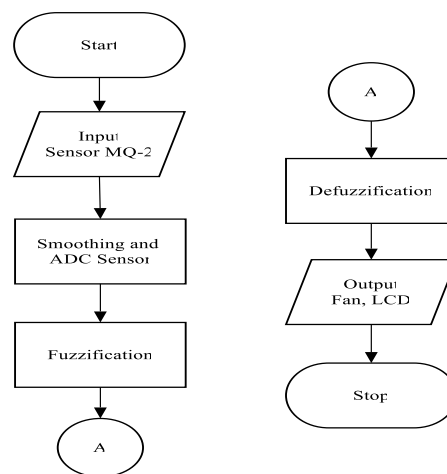 Start
Input
Sensor MQ-2
Smoothing and
ADC Sensor
Fuzzification
A
A
Defuzzification
Output
Fan, LCD
Stop